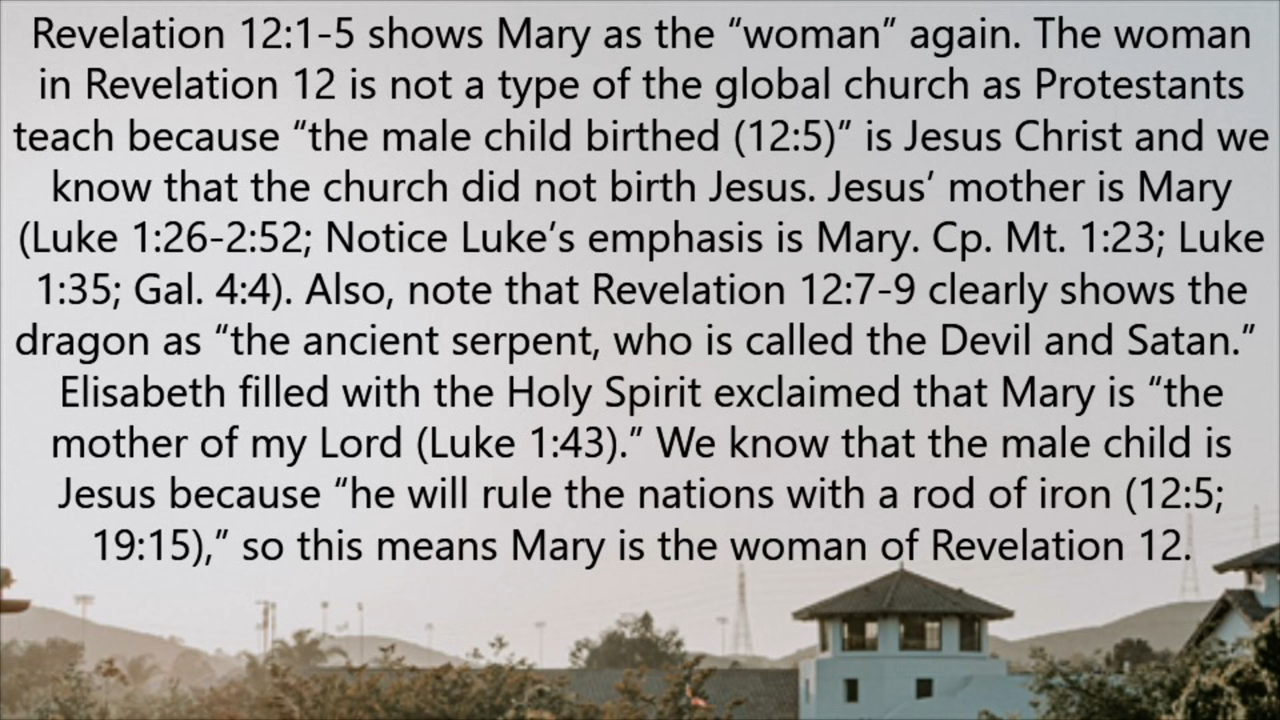 Revelation 12:1-5 shows Mary as the “woman” again. The woman
in Revelation 12 is not a type of the global church as Protestants
teach because “the male child birthed (12:5)” is Jesus Christ and we
know that the church did not birth Jesus. Jesus’ mother is Mary
(Luke 1:26-2:52; Notice Luke’s emphasis is Mary. Cp. Mt. 1:23; Luke
1:35; Gal. 4:4). Also, note that Revelation 12:7-9 clearly shows the
dragon as “the ancient serpent, who is called the Devil and Satan.”
Elisabeth filled with the Holy Spirit exclaimed that Mary is “the
mother of my Lord (Luke 1:43).” We know that the male child is
Jesus because “he will rule the nations with a rod of iron (12:5;
19:15),” so this means Mary is the woman of Revelation 12.